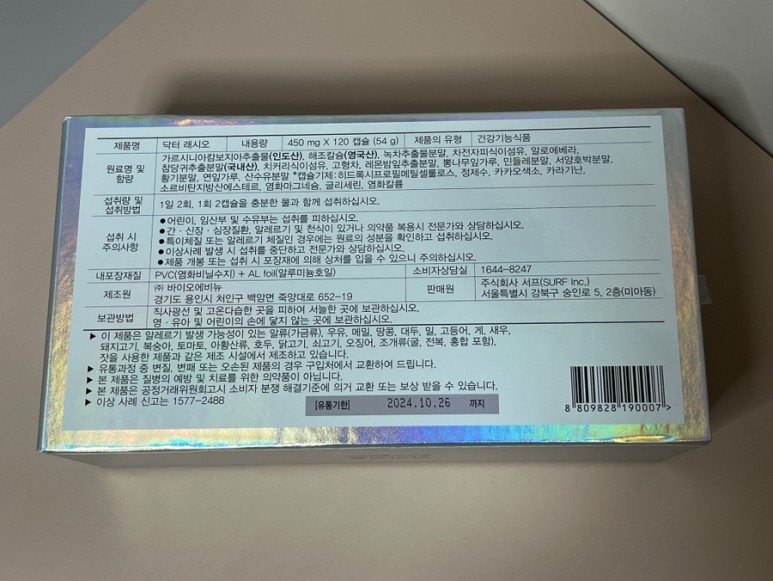 제품명 닥터 래시오 내용량 450 mg X 120 캡슐 (54 g) 제품의 유형 건강기능식품
원료명 및 함량 가르시니아캄보지아추출물(인도산), 해조칼슘(영국산), 녹차추출물분말, 차전자피식이섬유, 알로에베라,
참당귀추출분말(국내산), 치커리식이섬유, 고형차, 레몬밤잎추출분말, 뽕나무잎가루, 민들레분말, 서양호박분말,
황기분말, 연잎가루, 산수유분말 *캡슐기제: 히드록시프로필메틸셀룰로스, 정제수, 카카오색소, 카라기난,
소르비탄지방산에스테르, 염화마그네슘, 글리세린, 염화칼륨
섭취량 및 섭취방법 1일 2회, 1회 2캡슐을 충분한 물과 함께 섭취하십시오.
섭취 시 주의사항 ●어린이, 임산부 및 수유부는 섭취를 피하십시오.
●간·신장·심장질환, 알레르기 및 천식이 있거나 의약품 복용시 전문가와 상담하십시오.
●특이체질 또는 알레르기 체질인 경우에는 원료의 성분을 확인하고 섭취하십시오.
●이상사례 발생 시 섭취를 중단하고 전문가와 상담하십시오.
●제품 개봉 또는 섭취 시 포장재에 의해 상처를 입을 수 있으니 주의하십시오.
내포장재질 PVC(염화비닐수지) + AL foil(알루미늄호일) 소비자상담실 1644-8247
제조원 ㈜ 바이오에비뉴
경기도 용인시 처인구 백암면 죽양대로 652-19
판매원 주식회사 서프(SURF Inc.)
서울특별시 강북구 숭인로 5, 2층(미아동)
보관방법 직사광선 및 고온다습한 곳을 피하여 서늘한 곳에 보관하십시오.
영·유아 및 어린이의 손에 닿지 않는 곳에 보관하십시오.
▶ 이 제품은 알레르기 발생 가능성이 있는 알류(가금류), 우유, 메밀, 땅콩, 대두, 밀, 고등어, 게, 새우,
돼지고기, 복숭아, 토마토, 아황산류, 호두, 닭고기, 쇠고기, 오징어, 조개류(굴, 전복, 홍합 포함),
잣을 사용한 제품과 같은 제조 시설에서 제조하고 있습니다.
▶ 유통과정 중 변질, 변패 또는 오손된 제품의 경우 구입처에서 교환하여 드립니다.
▶ 본 제품은 질병의 예방 및 치료를 위한 의약품이 아닙니다.
▶ 본 제품은 공정거래위원회고시 소비자 분쟁 해결기준에 의거 교환 또는 보상 받을 수 있습니다.
▶ 이상 사례 신고는 1577-2488
[유통기한] 2024.10.26 까지
8 809828 190007 >